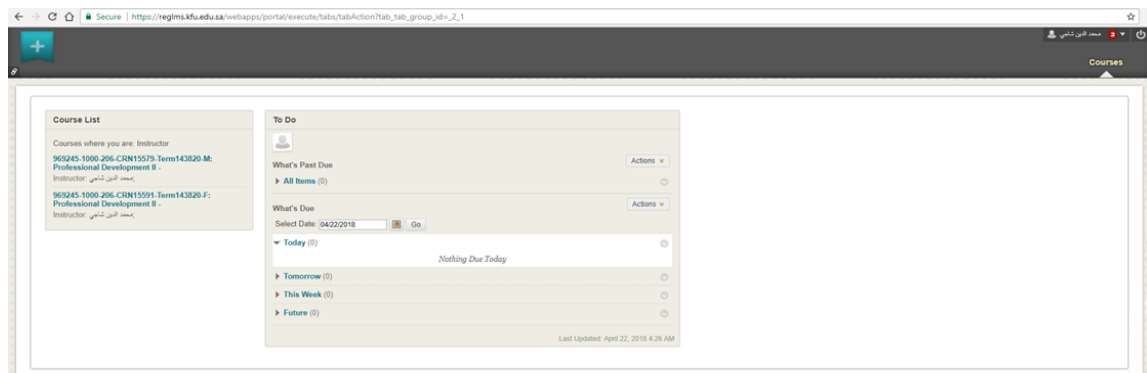 Secure | https://reglms.kfu.edu.sa/webapps/portal/execute/tabs/tabAction?tab_tab_group_id=_2_1
محمد الدين شاجي 2
Courses
Course List
Courses where you are: Instructor
969245-1000-206-CRN15579-Term143820-M:
Professional Development II -
Instructor: محمد الدين شاجي;
969245-1000-206-CRN15591-Term143820-F:
Professional Development II -
Instructor: محمد الدين شاجي;
To Do
What's Past Due
Actions
All Items (0)
What's Due
Actions
Select Date: 04/22/2018 Go
Today (0)
Nothing Due Today
Tomorrow (0)
This Week (0)
Future (0)
Last Updated: April 22, 2018 4:26 AM